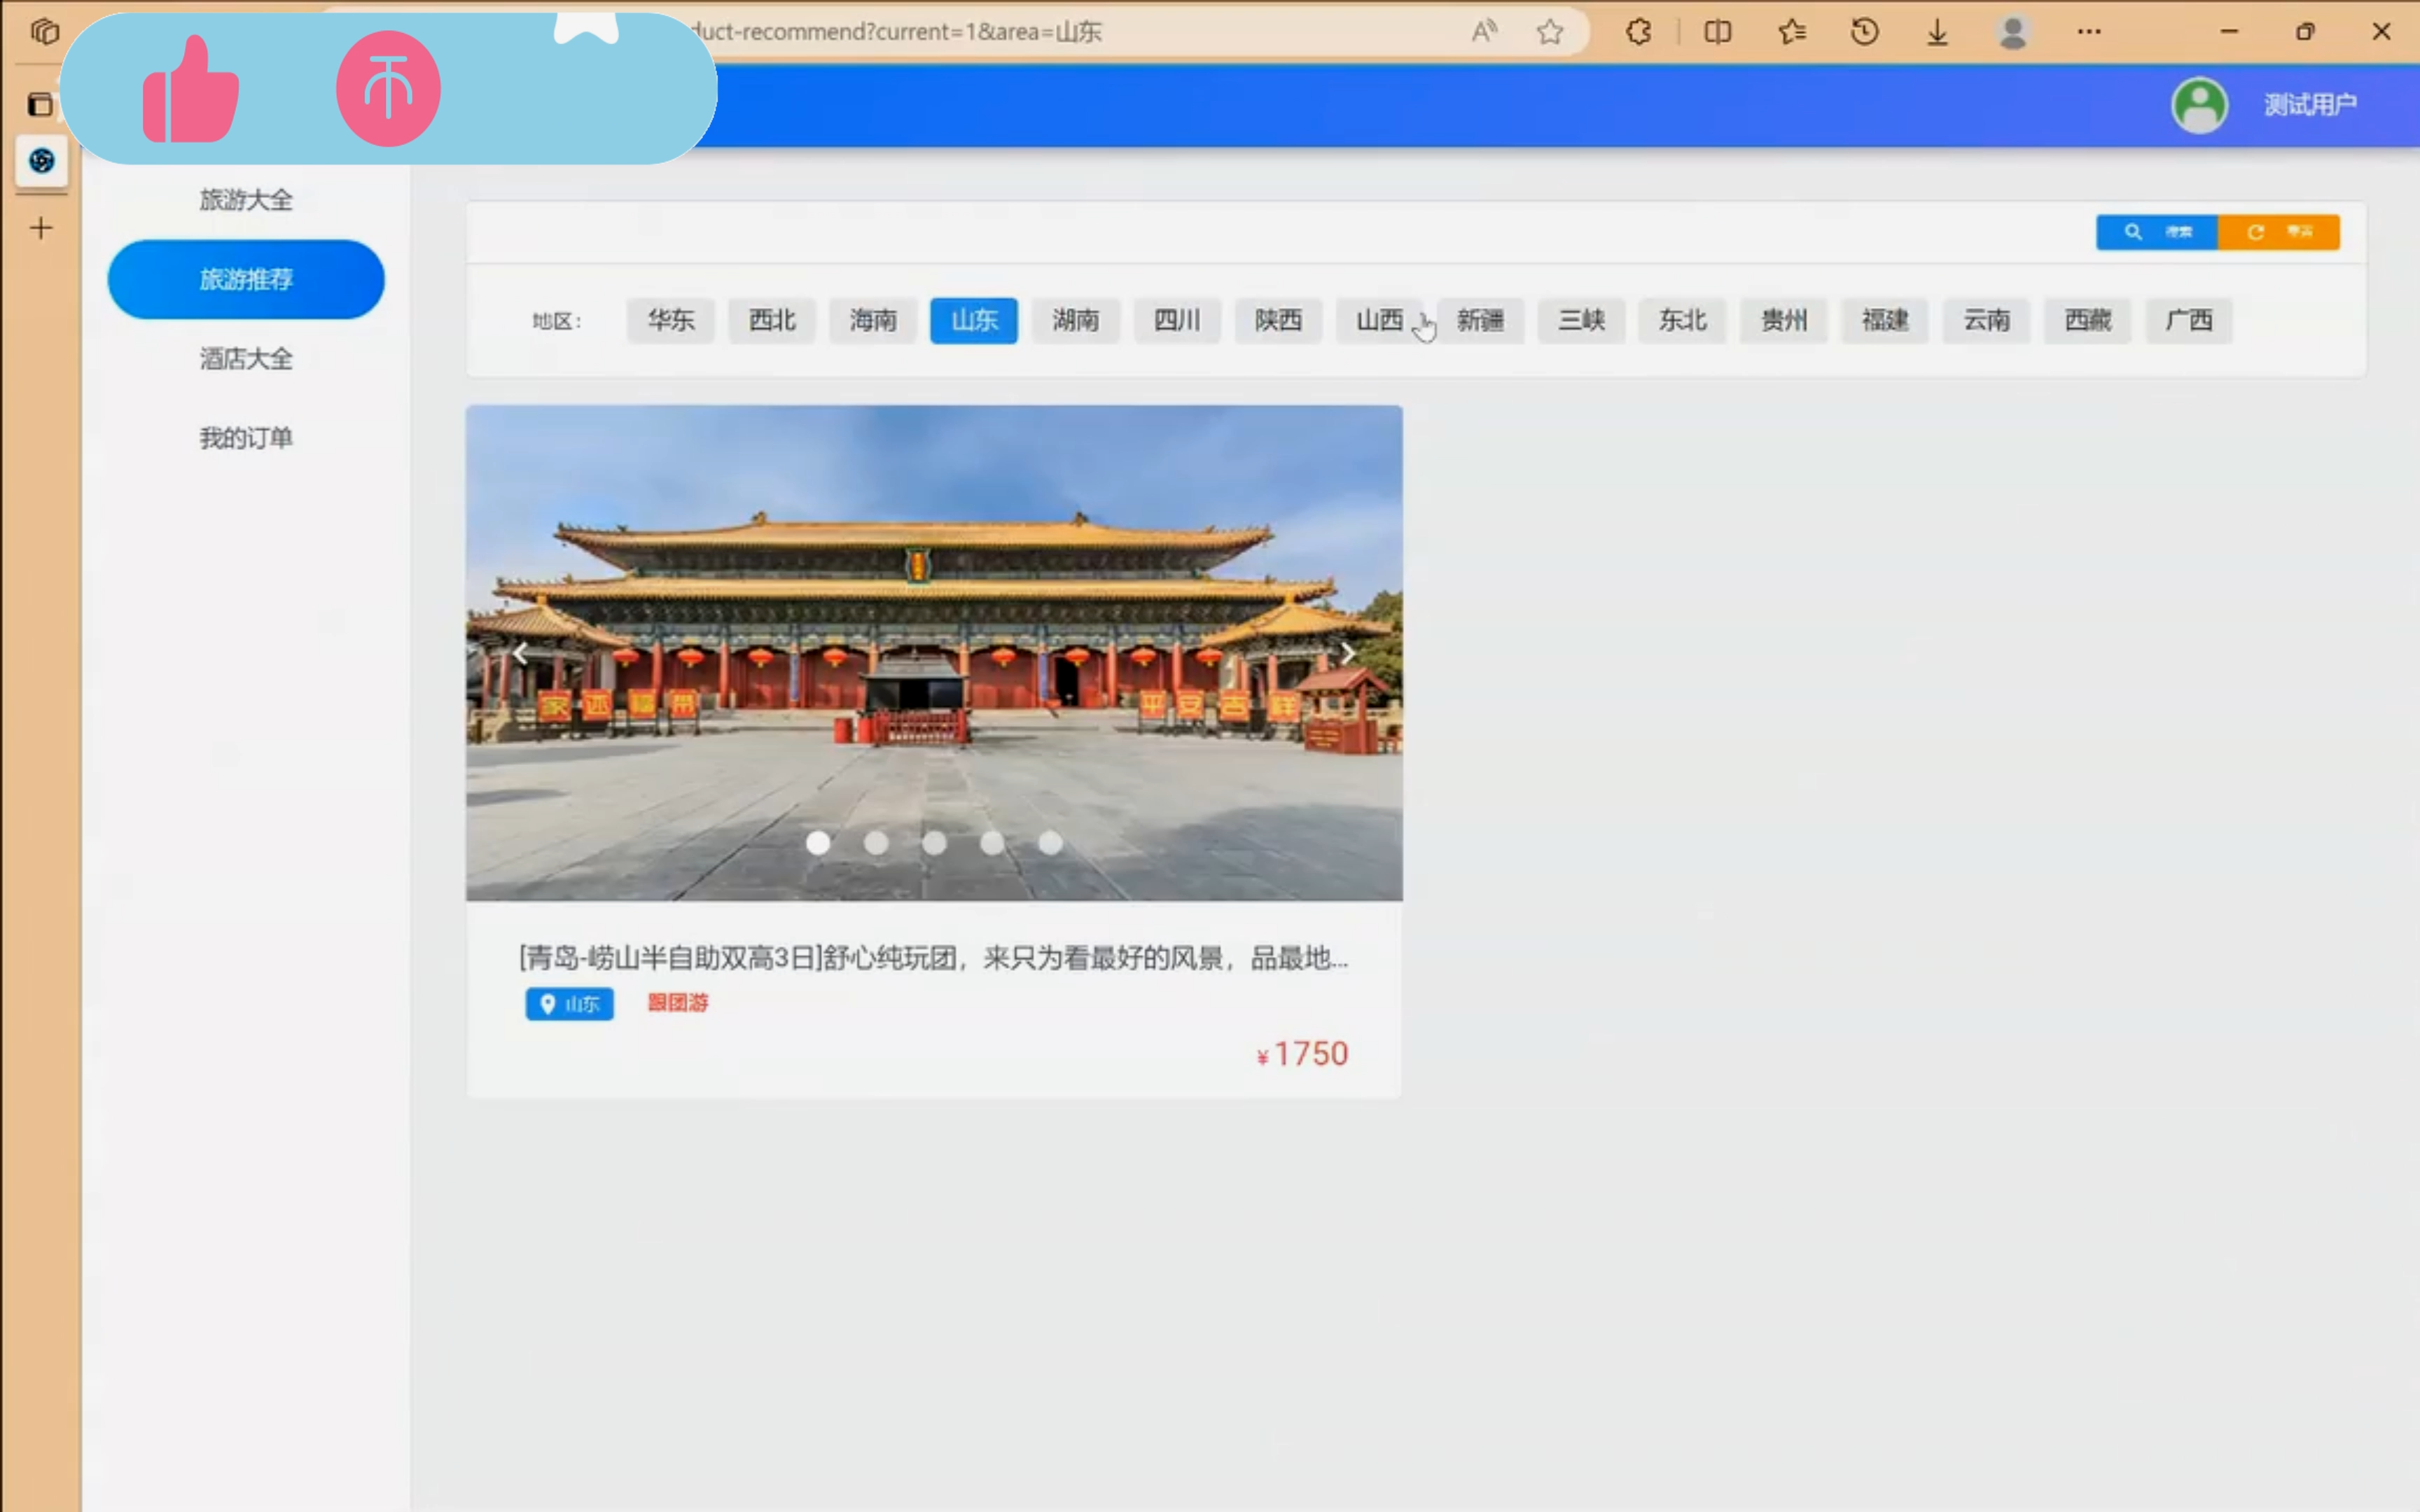 duct-recommend?current=1&area=山东
测试用户
旅游大全
旅游推荐
酒店大全
我的订单
搜索
地区：
华东 西北 海南 山东 湖南 四川 陕西 山西 新疆 三峡 东北 贵州 福建 云南 西藏 广西
平安吉祥
[青岛-崂山半自助双高3日]舒心纯玩团，来只为看最好的风景，品最地...
山东 跟团游
¥1750